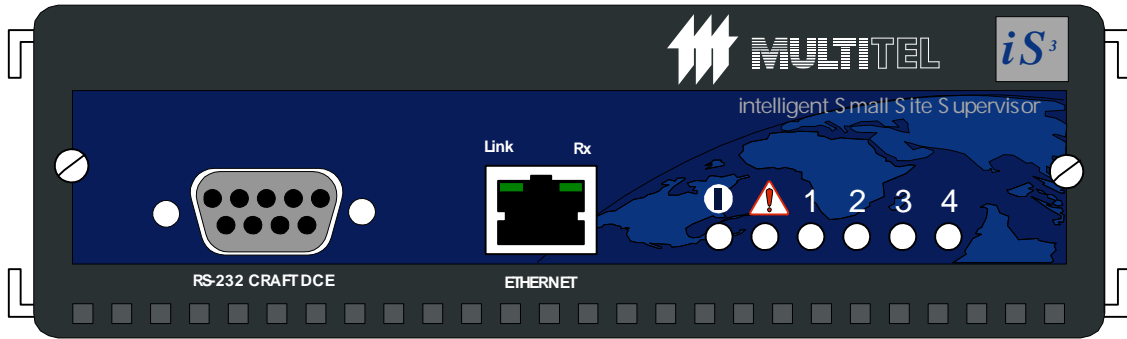 MULTITEL
iS³
intelligent Small Site Supervisor
Link Rx
! 1 2 3 4
RS-232 CRAFT DCE
ETHERNET